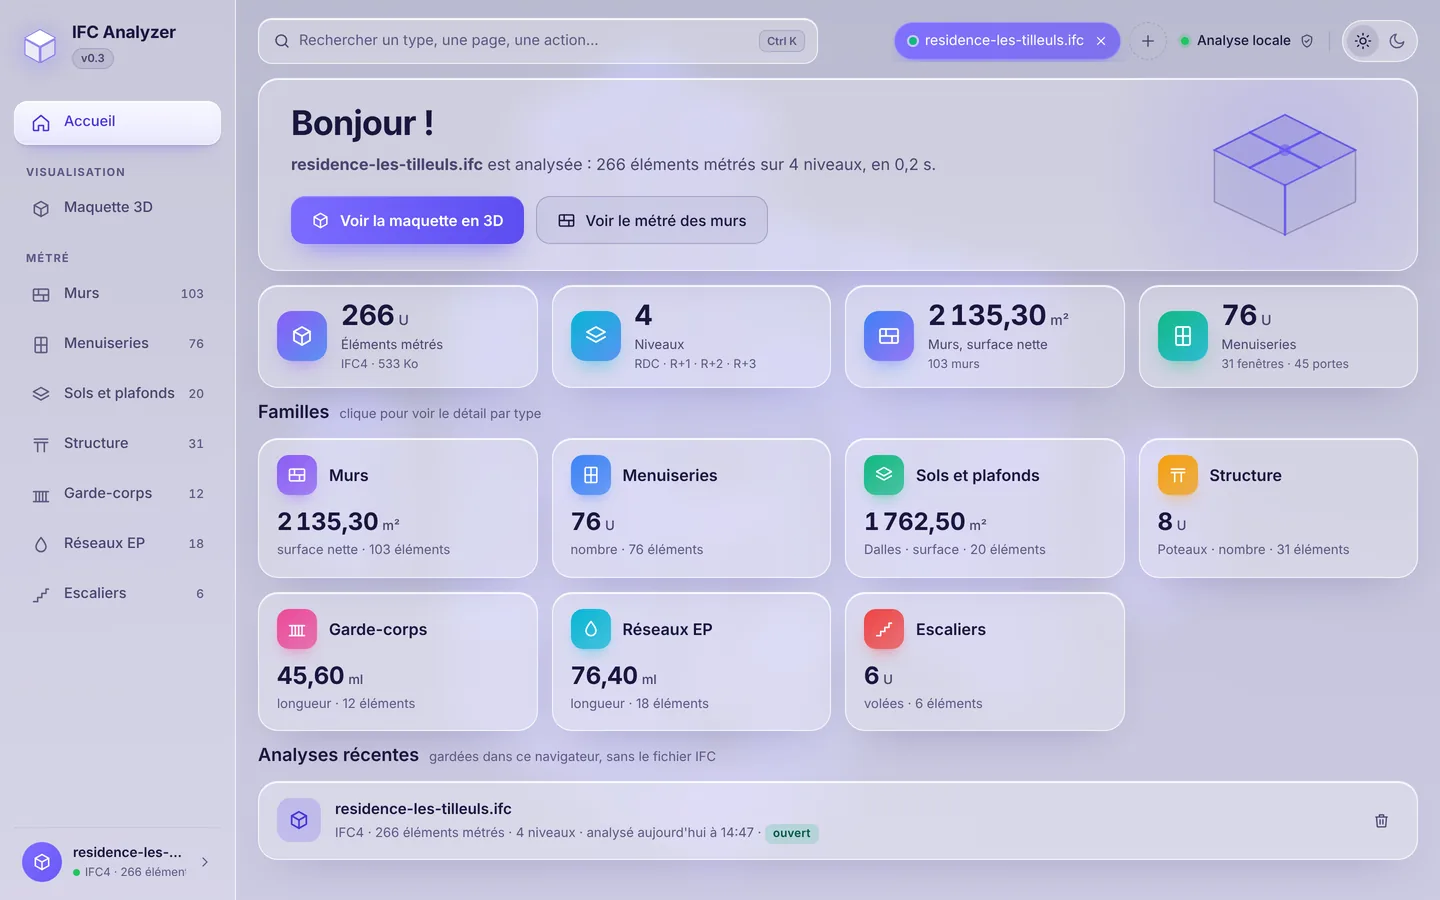 IFC Analyzer
v0.3
Accueil
VISUALISATION
Maquette 3D
MÉTRÉ
Murs 103
Menuiseries 76
Sols et plafonds 20
Structure 31
Garde-corps 12
Réseaux EP 18
Escaliers 6
residence-les-...
IFC4 · 266 élémen
Rechercher un type, une page, une action... Ctrl K
residence-les-tilleuls.ifc
Analyse locale
Bonjour !
residence-les-tilleuls.ifc est analysée : 266 éléments métrés sur 4 niveaux, en 0,2 s.
Voir la maquette en 3D
Voir le métré des murs
266 U
Éléments métrés
IFC4 · 533 Ko
4
Niveaux
RDC · R+1 · R+2 · R+3
2 135,30 m²
Murs, surface nette
103 murs
76 U
Menuiseries
31 fenêtres · 45 portes
Familles clique pour voir le détail par type
Murs
2 135,30 m²
surface nette · 103 éléments
Menuiseries
76 U
nombre · 76 éléments
Sols et plafonds
1 762,50 m²
Dalles · surface · 20 éléments
Structure
8 U
Poteaux · nombre · 31 éléments
Garde-corps
45,60 ml
longueur · 12 éléments
Réseaux EP
76,40 ml
longueur · 18 éléments
Escaliers
6 U
volées · 6 éléments
Analyses récentes gardées dans ce navigateur, sans le fichier IFC
residence-les-tilleuls.ifc
IFC4 · 266 éléments métrés · 4 niveaux · analysé aujourd'hui à 14:47 · ouvert